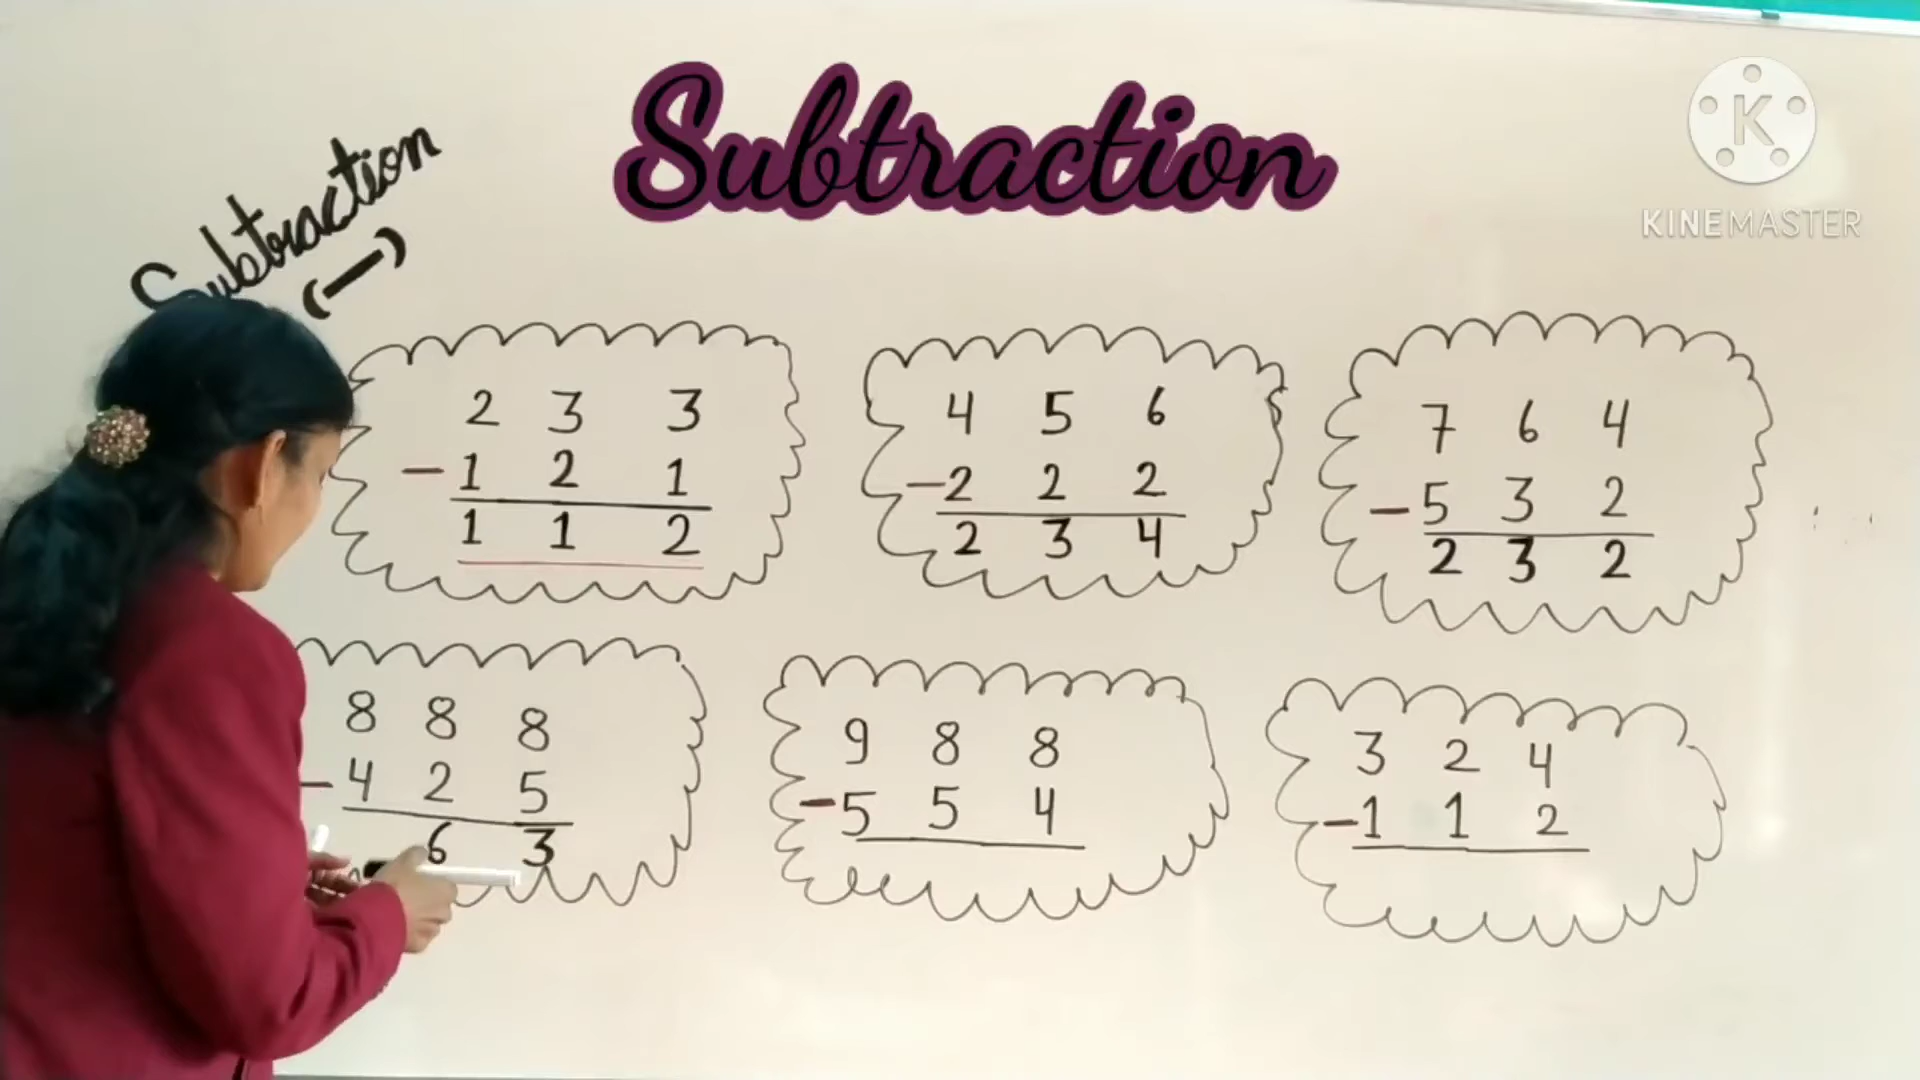 Subtraction
KINEMASTER
Subtraction
(−)
2 3 3
− 1 2 1
1 1 2
4 5 6
− 2 2 2
2 3 4
7 6 4
− 5 3 2
2 3 2
8 8 8
− 4 2 5
6 3
9 8 8
− 5 5 4
3 2 4
− 1 1 2